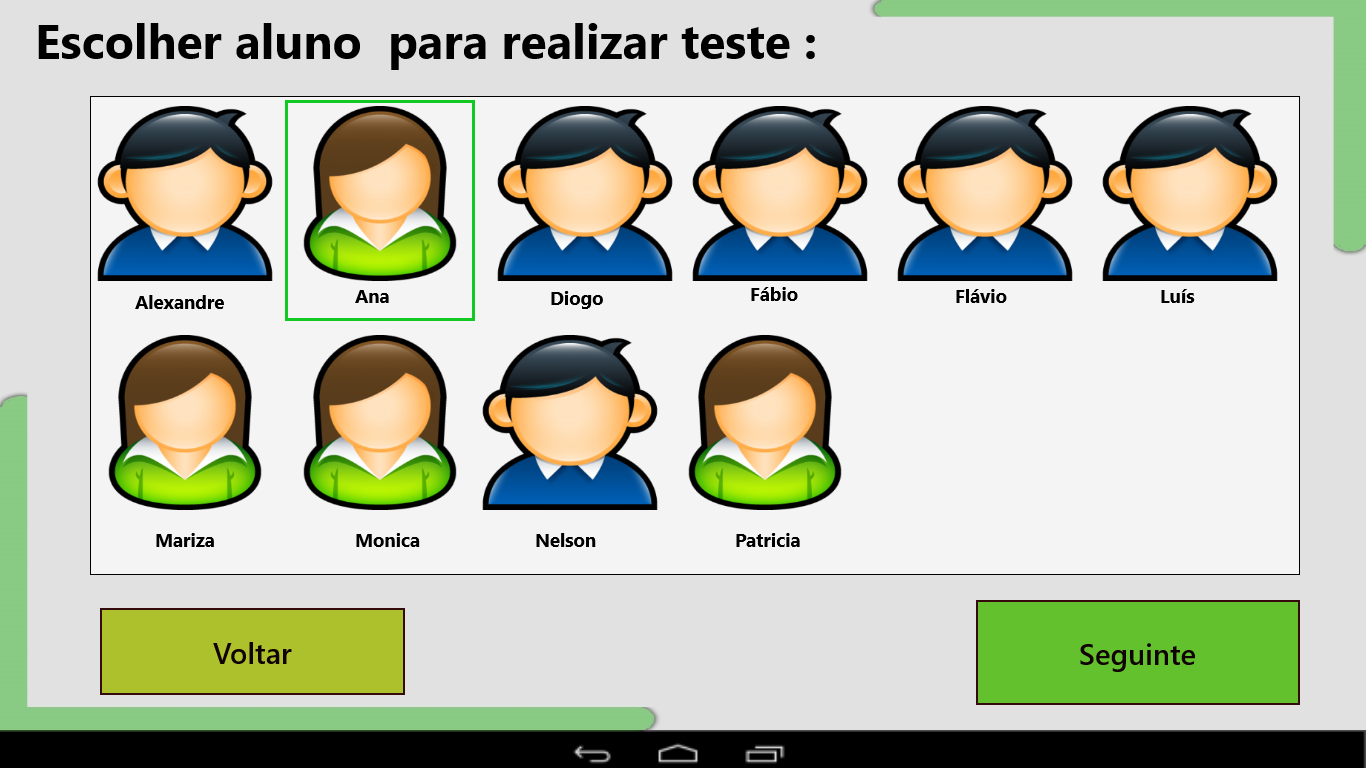 Escolher aluno  para realizar teste :
Alexandre
Ana
Diogo
Fábio
Flávio
Luís
Mariza
Monica
Nelson
Patricia
Voltar
Seguinte